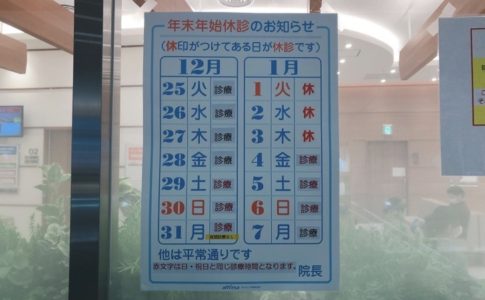 年末年始休診のお知らせ
(休印がつけてある日が休診です)
12月 1月
25 火 診療 1 火 休
26 水 診療 2 水 休
27 木 診療 3 木 休
28 金 診療 4 金 診療
29 土 診療 5 土 診療
30 日 診療 6 日 診療
31 月 診療 7 月 診療
他は平常通りです
赤文字は日・祝日と同じ診療時間となります。 院長